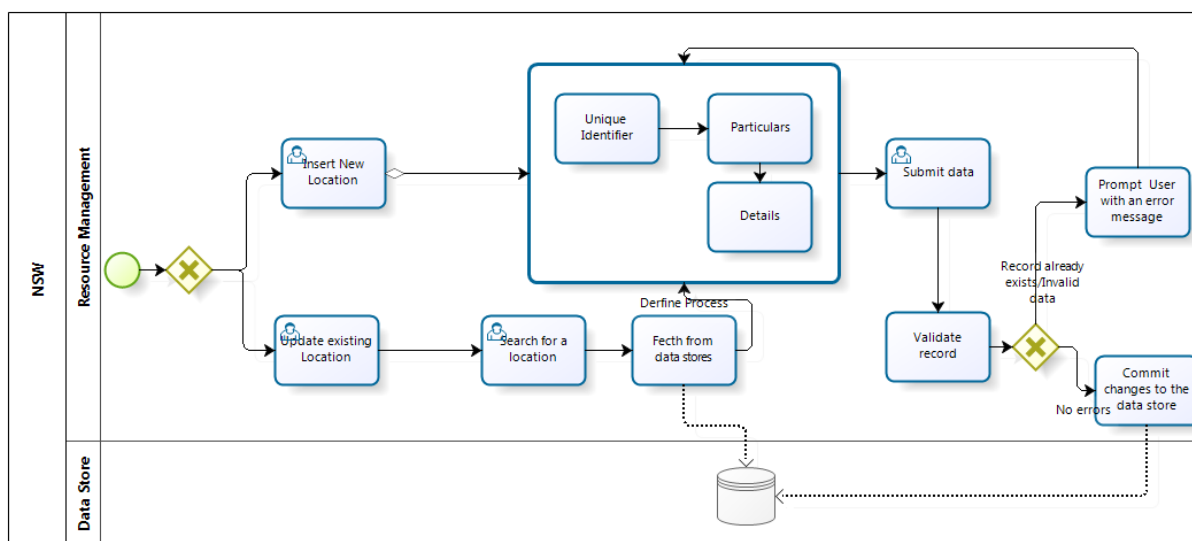 NSW
Resource Management
Data Store
Insert New
Location
Unique
Identifier
Particulars
Details
Submit data
Prompt User
with an error
message
Record already
exists/Invalid
data
Derfine Process
Update existing
Location
Search for a
location
Fecth from
data stores
Validate
record
No errors
Commit
changes to the
data store